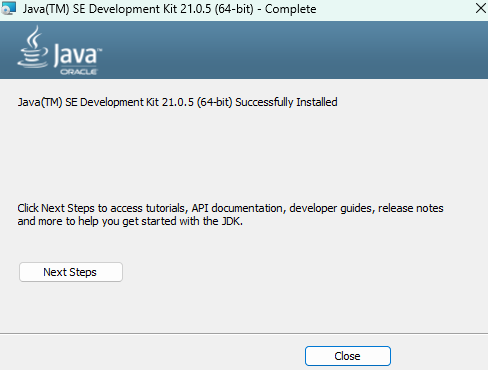 Java(TM) SE Development Kit 21.0.5 (64-bit) - Complete
Java™
ORACLE
Java(TM) SE Development Kit 21.0.5 (64-bit) Successfully Installed
Click Next Steps to access tutorials, API documentation, developer guides, release notes
and more to help you get started with the JDK.
Next Steps
Close